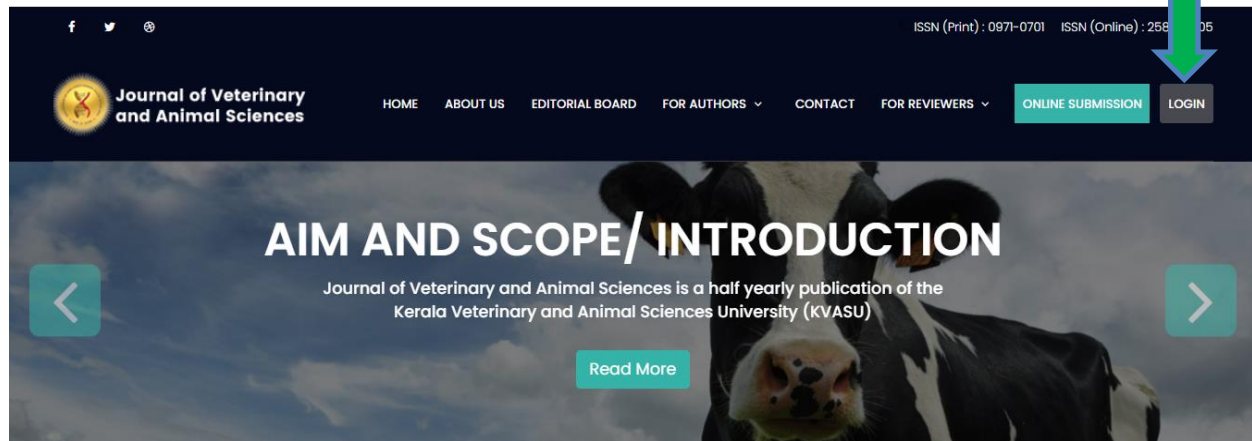 ISSN (Print) : 0971-0701 ISSN (Online) : 258 05
Journal of Veterinary
and Animal Sciences
HOME ABOUT US EDITORIAL BOARD FOR AUTHORS CONTACT FOR REVIEWERS ONLINE SUBMISSION LOGIN
AIM AND SCOPE/ INTRODUCTION
Journal of Veterinary and Animal Sciences is a half yearly publication of the
Kerala Veterinary and Animal Sciences University (KVASU)
Read More